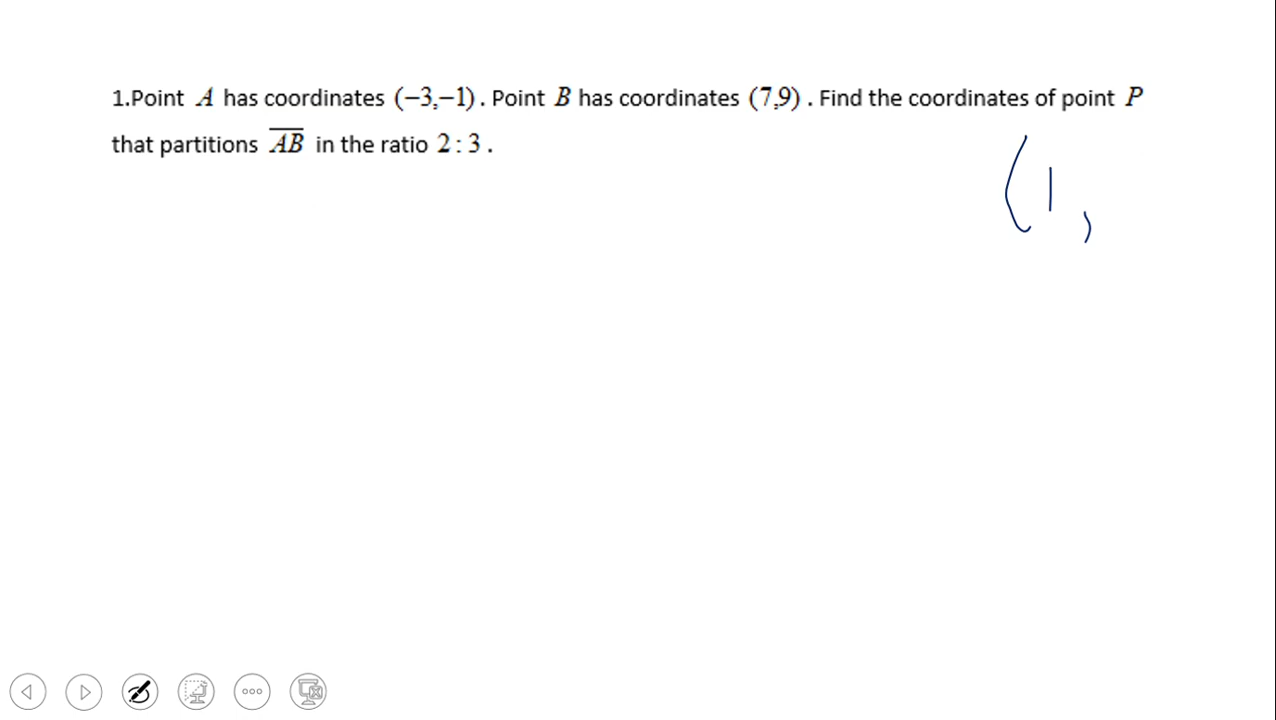 1.Point A has coordinates (−3,−1). Point B has coordinates (7,9). Find the coordinates of point P
that partitions A̅B̅ in the ratio 2:3.
(1,